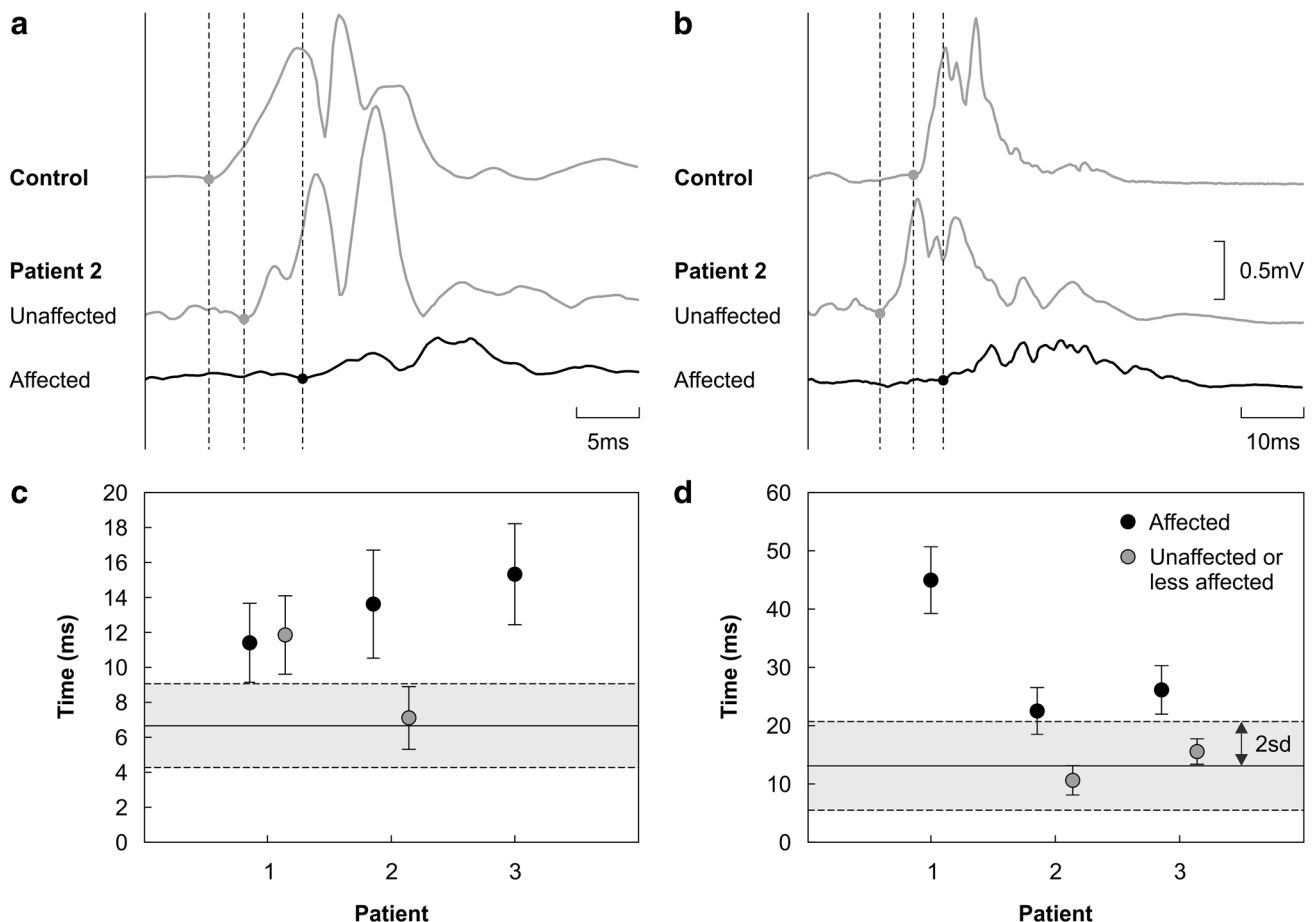 a
Control
Patient 2
Unaffected
Affected
5ms
b
Control
Patient 2
Unaffected
Affected
0.5mV
10ms
c
Time (ms)
20
18
16
14
12
10
8
6
4
2
0
1
2
3
Patient
d
Time (ms)
60
50
40
30
20
10
0
Affected
Unaffected or
less affected
2sd
1
2
3
Patient